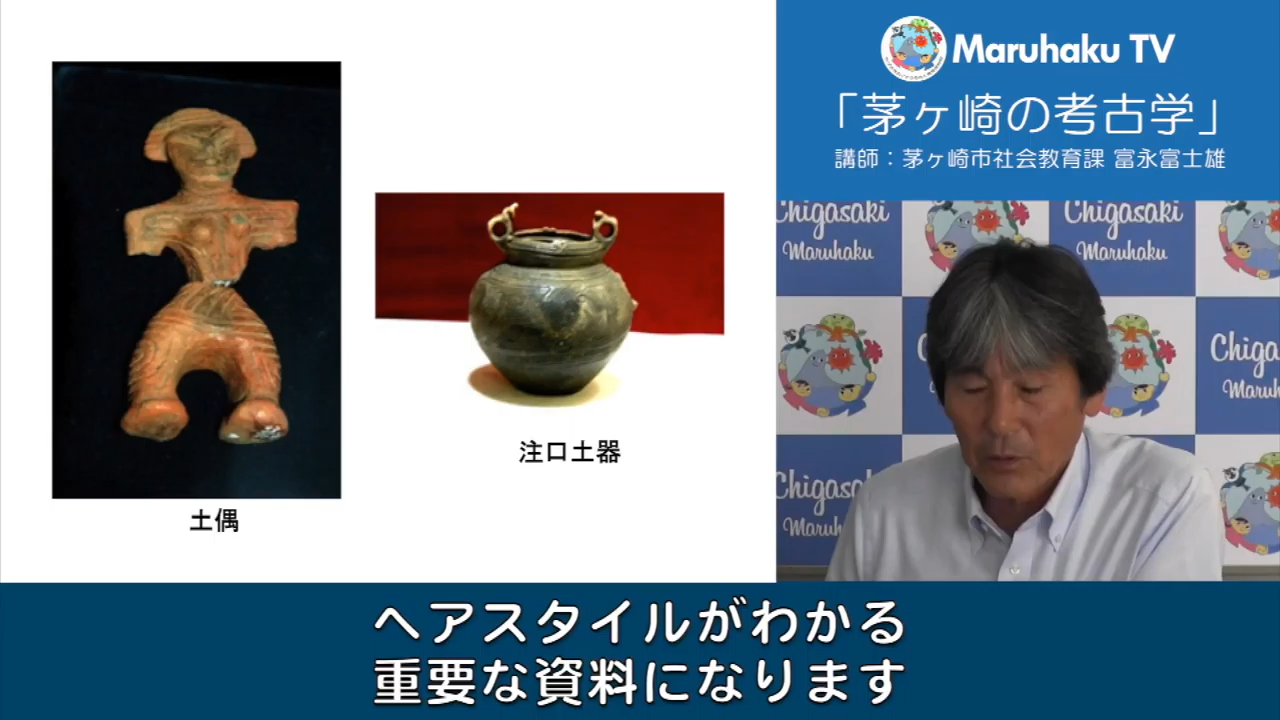 Maruhaku TV
「茅ヶ崎の考古学」
講師：茅ヶ崎市社会教育課 富永富士雄
土偶
注口土器
Chigasaki
Maruhaku
Chigasaki
Maruhaku
ヘアスタイルがわかる
重要な資料になります